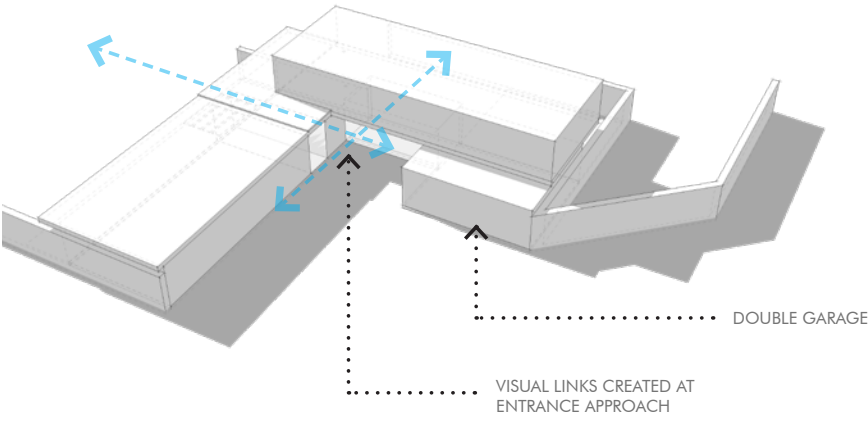 DOUBLE GARAGE
VISUAL LINKS CREATED AT
ENTRANCE APPROACH